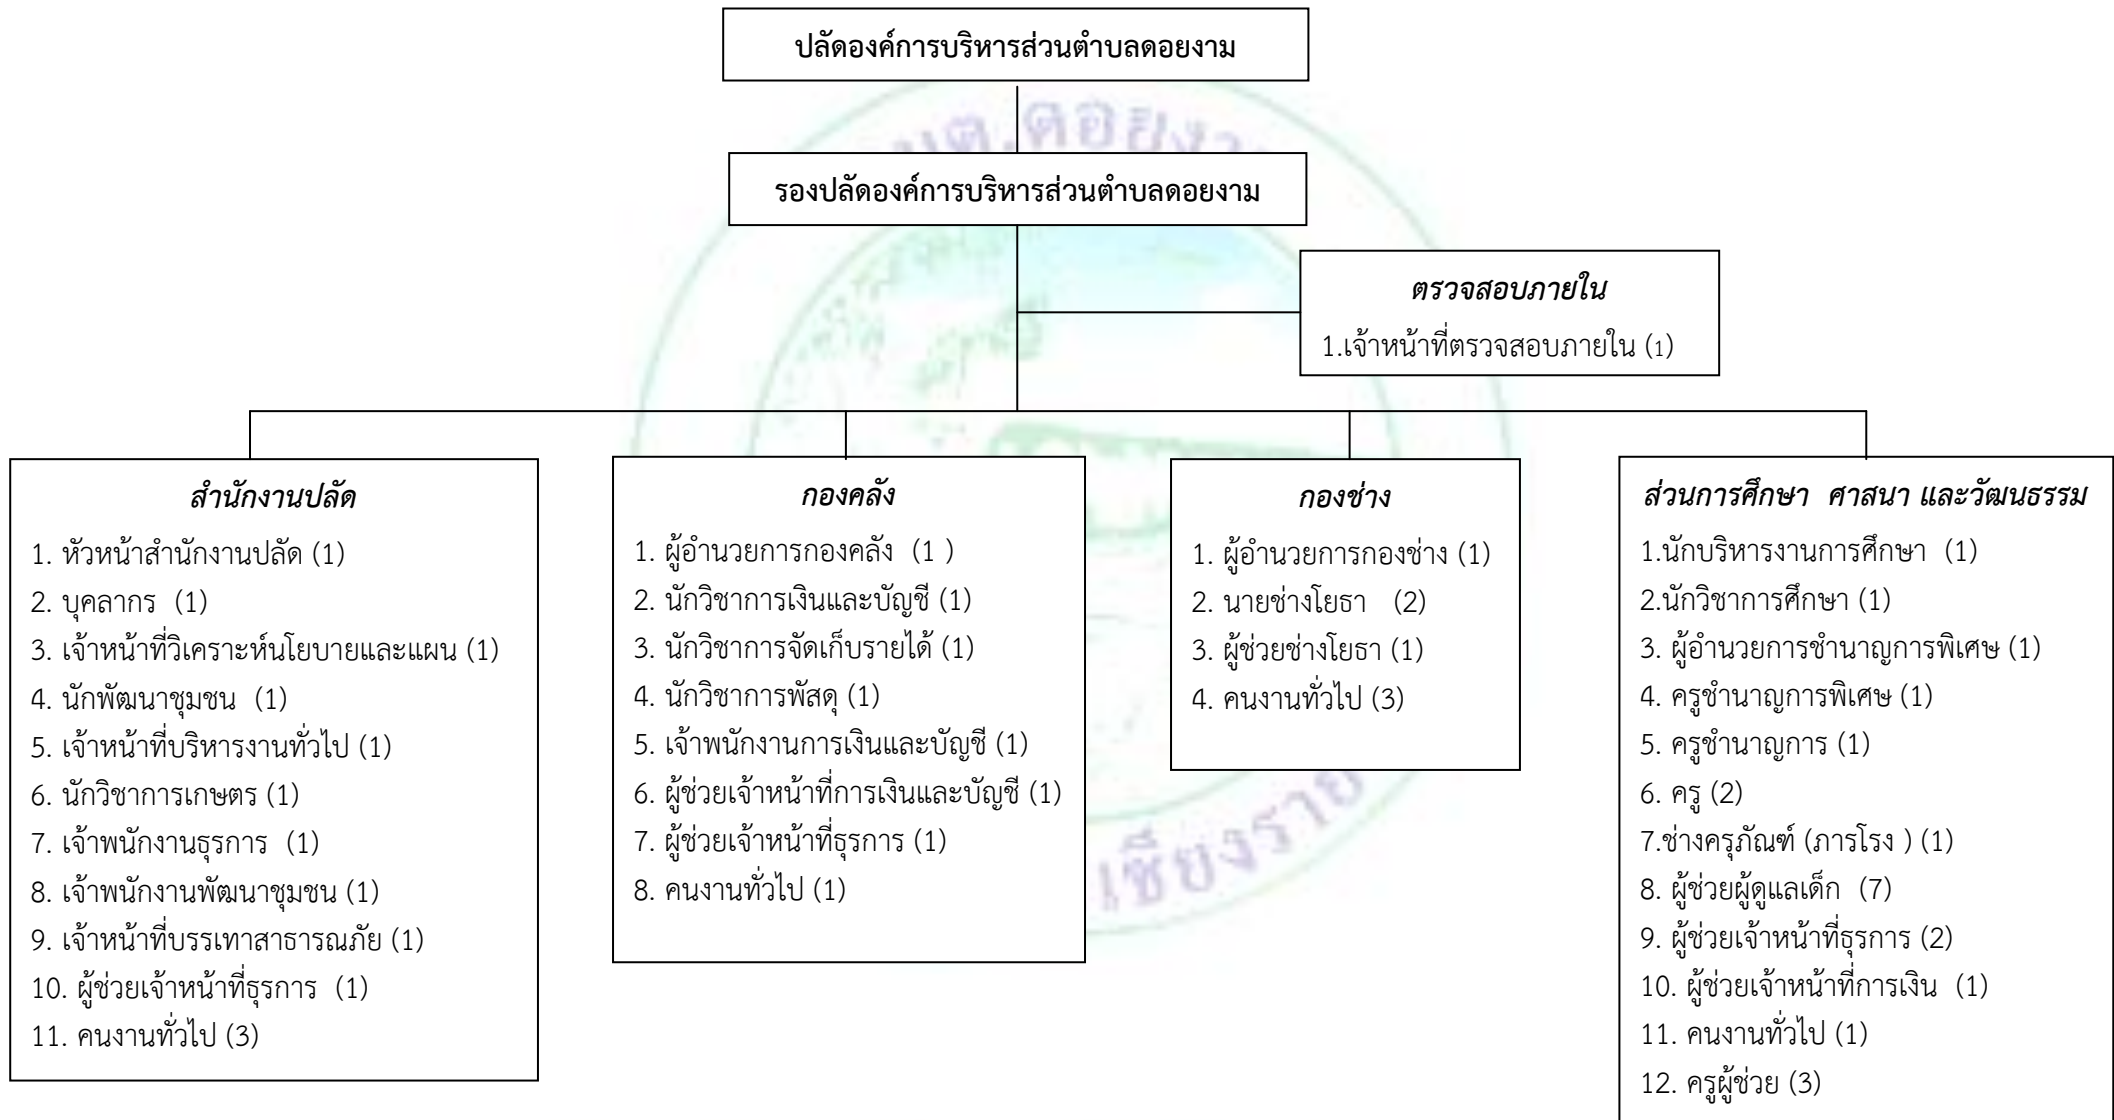 ปลัดองค์การบริหารส่วนตำบลดอยงาม
รองปลัดองค์การบริหารส่วนตำบลดอยงาม
ตรวจสอบภายใน
1.เจ้าหน้าที่ตรวจสอบภายใน (1)
สำนักงานปลัด
1. หัวหน้าสำนักงานปลัด (1)
2. บุคลากร (1)
3. เจ้าหน้าที่วิเคราะห์นโยบายและแผน (1)
4. นักพัฒนาชุมชน (1)
5. เจ้าหน้าที่บริหารงานทั่วไป (1)
6. นักวิชาการเกษตร (1)
7. เจ้าพนักงานธุรการ (1)
8. เจ้าพนักงานพัฒนาชุมชน (1)
9. เจ้าหน้าที่บรรเทาสาธารณภัย (1)
10. ผู้ช่วยเจ้าหน้าที่ธุรการ (1)
11. คนงานทั่วไป (3)
กองคลัง
1. ผู้อำนวยการกองคลัง (1 )
2. นักวิชาการเงินและบัญชี (1)
3. นักวิชาการจัดเก็บรายได้ (1)
4. นักวิชาการพัสดุ (1)
5. เจ้าพนักงานการเงินและบัญชี (1)
6. ผู้ช่วยเจ้าหน้าที่การเงินและบัญชี (1)
7. ผู้ช่วยเจ้าหน้าที่ธุรการ (1)
8. คนงานทั่วไป (1)
กองช่าง
1. ผู้อำนวยการกองช่าง (1)
2. นายช่างโยธา (2)
3. ผู้ช่วยช่างโยธา (1)
4. คนงานทั่วไป (3)
ส่วนการศึกษา ศาสนา และวัฒนธรรม
1.นักบริหารงานการศึกษา (1)
2.นักวิชาการศึกษา (1)
3. ผู้อำนวยการชำนาญการพิเศษ (1)
4. ครูชำนาญการพิเศษ (1)
5. ครูชำนาญการ (1)
6. ครู (2)
7.ช่างครุภัณฑ์ (ภารโรง ) (1)
8. ผู้ช่วยผู้ดูแลเด็ก (7)
9. ผู้ช่วยเจ้าหน้าที่ธุรการ (2)
10. ผู้ช่วยเจ้าหน้าที่การเงิน (1)
11. คนงานทั่วไป (1)
12. ครูผู้ช่วย (3)
เชียงราย